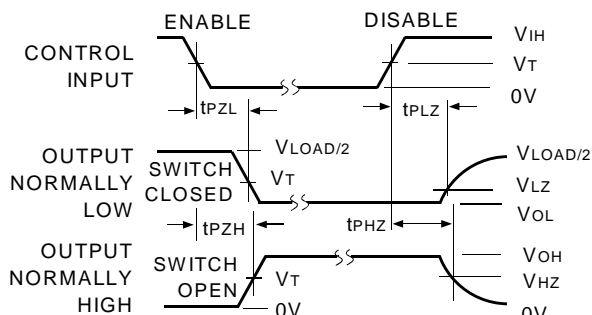 ENABLE
DISABLE
CONTROL
INPUT
VIH
VT
0V
tPZL
tPLZ
OUTPUT
NORMALLY
LOW
SWITCH
CLOSED
VLOAD/2
VT
VLOAD/2
VLZ
VOL
tPZH
tPHZ
OUTPUT
NORMALLY
HIGH
SWITCH
OPEN
VT
0V
VOH
VHZ
0V